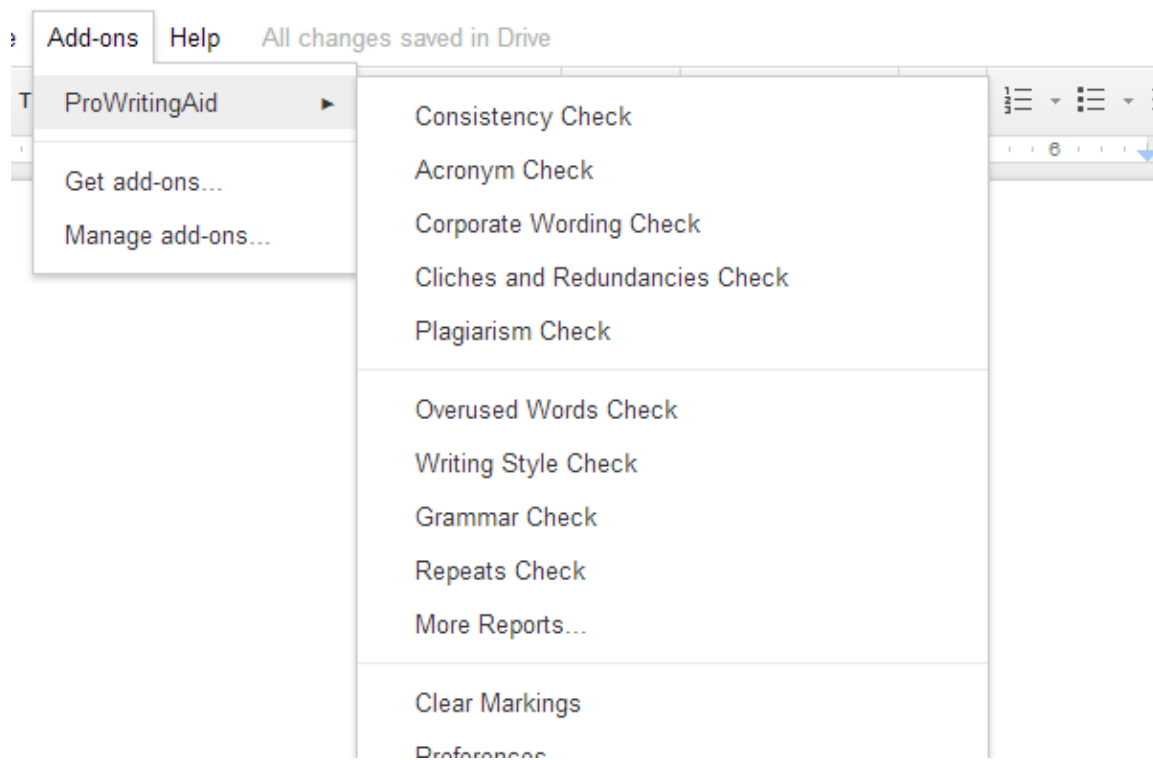 Add-ons Help All changes saved in Drive
ProWritingAid
Get add-ons...
Manage add-ons...
6
Consistency Check
Acronym Check
Corporate Wording Check
Cliches and Redundancies Check
Plagiarism Check
Overused Words Check
Writing Style Check
Grammar Check
Repeats Check
More Reports...
Clear Markings
Preferences